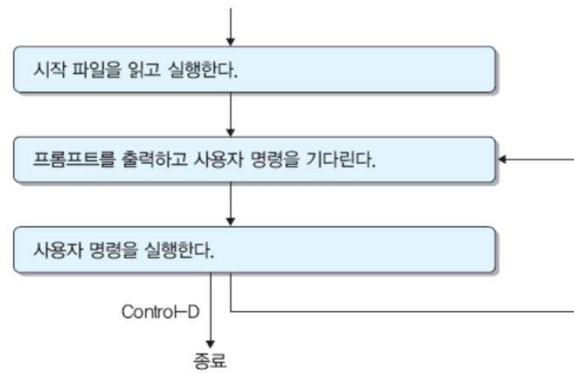 시작 파일을 읽고 실행한다.
프롬프트를 출력하고 사용자 명령을 기다린다.
사용자 명령을 실행한다.
Control-D
종료